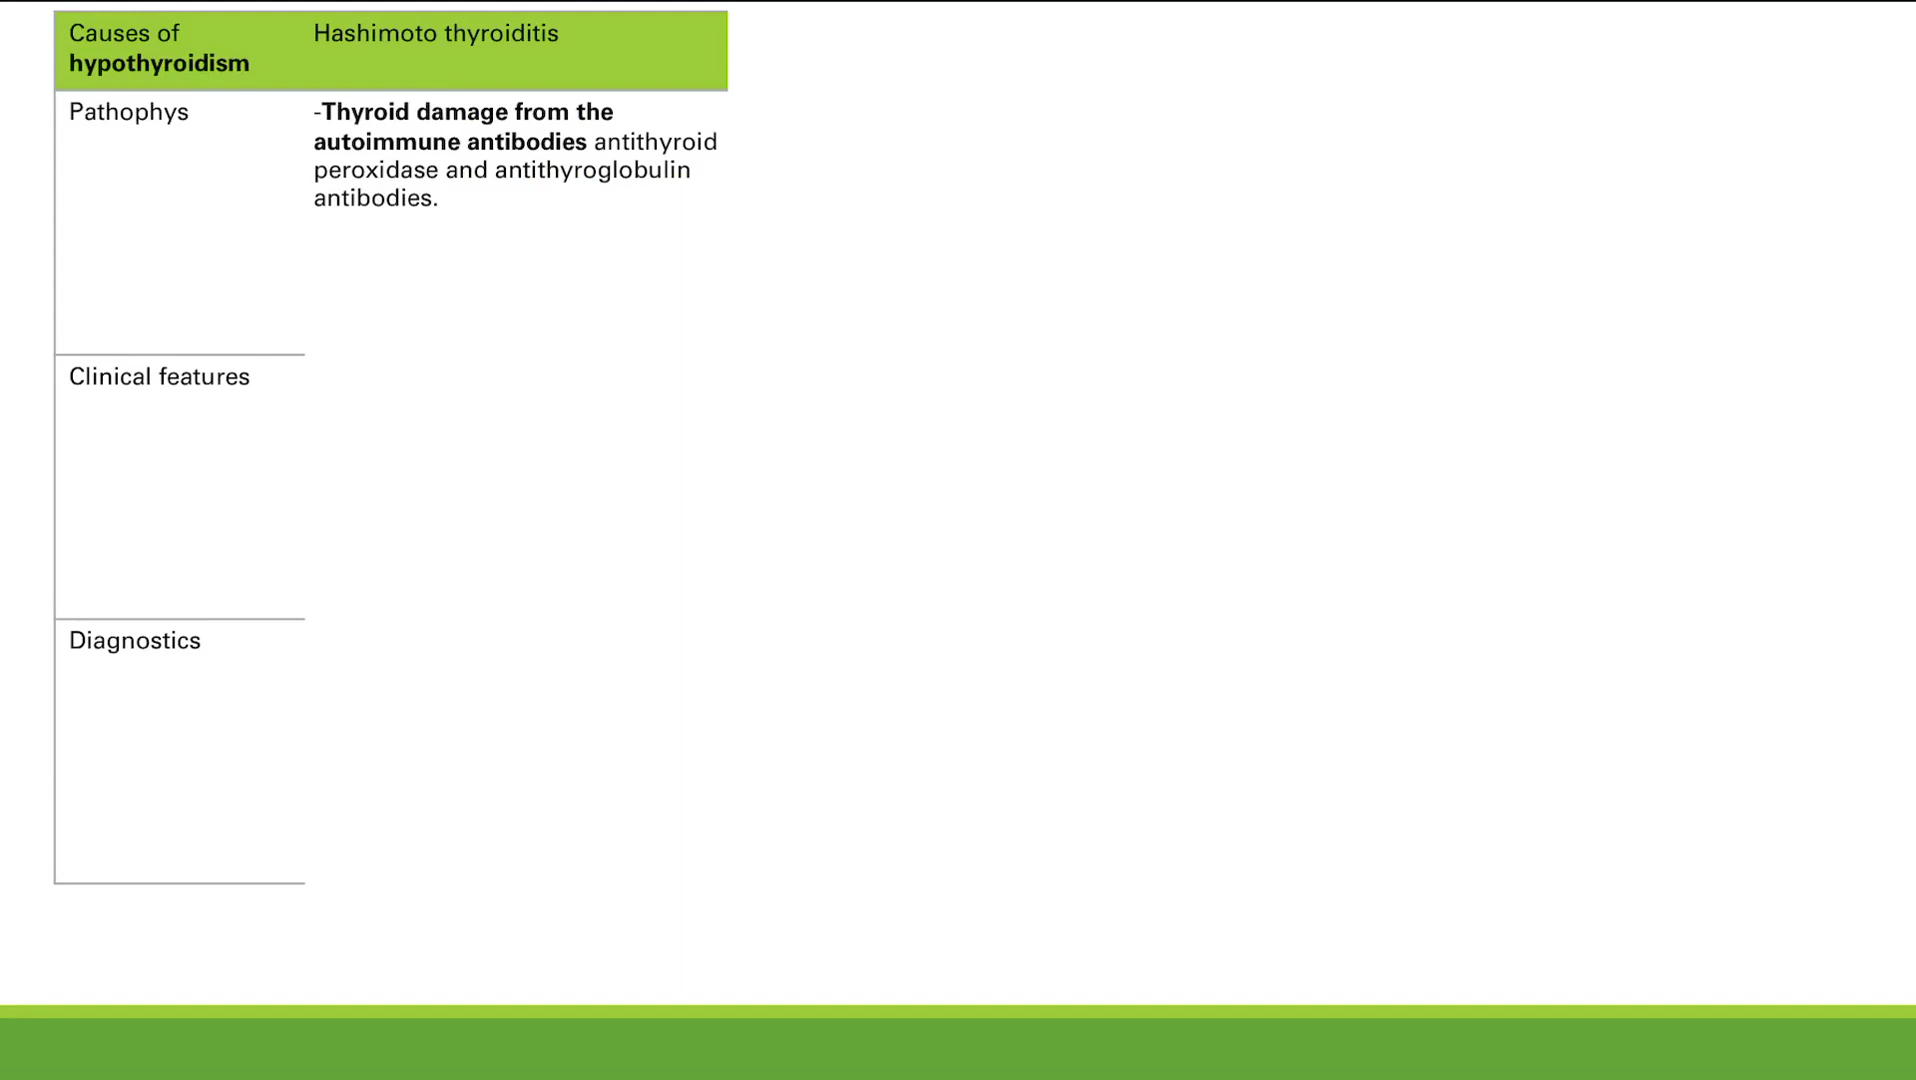 Causes of
hypothyroidism
Hashimoto thyroiditis
Pathophys
-Thyroid damage from the
autoimmune antibodies antithyroid
peroxidase and antithyroglobulin
antibodies.
Clinical features
Diagnostics